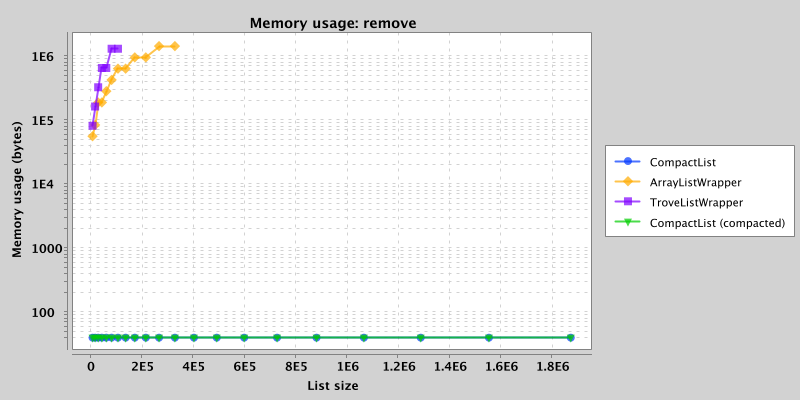 Memory usage: remove
Memory usage (bytes)
1E6
1E5
1E4
1000
100
0 2E5 4E5 6E5 8E5 1E6 1.2E6 1.4E6 1.6E6 1.8E6
List size
CompactList
ArrayListWrapper
TroveListWrapper
CompactList (compacted)